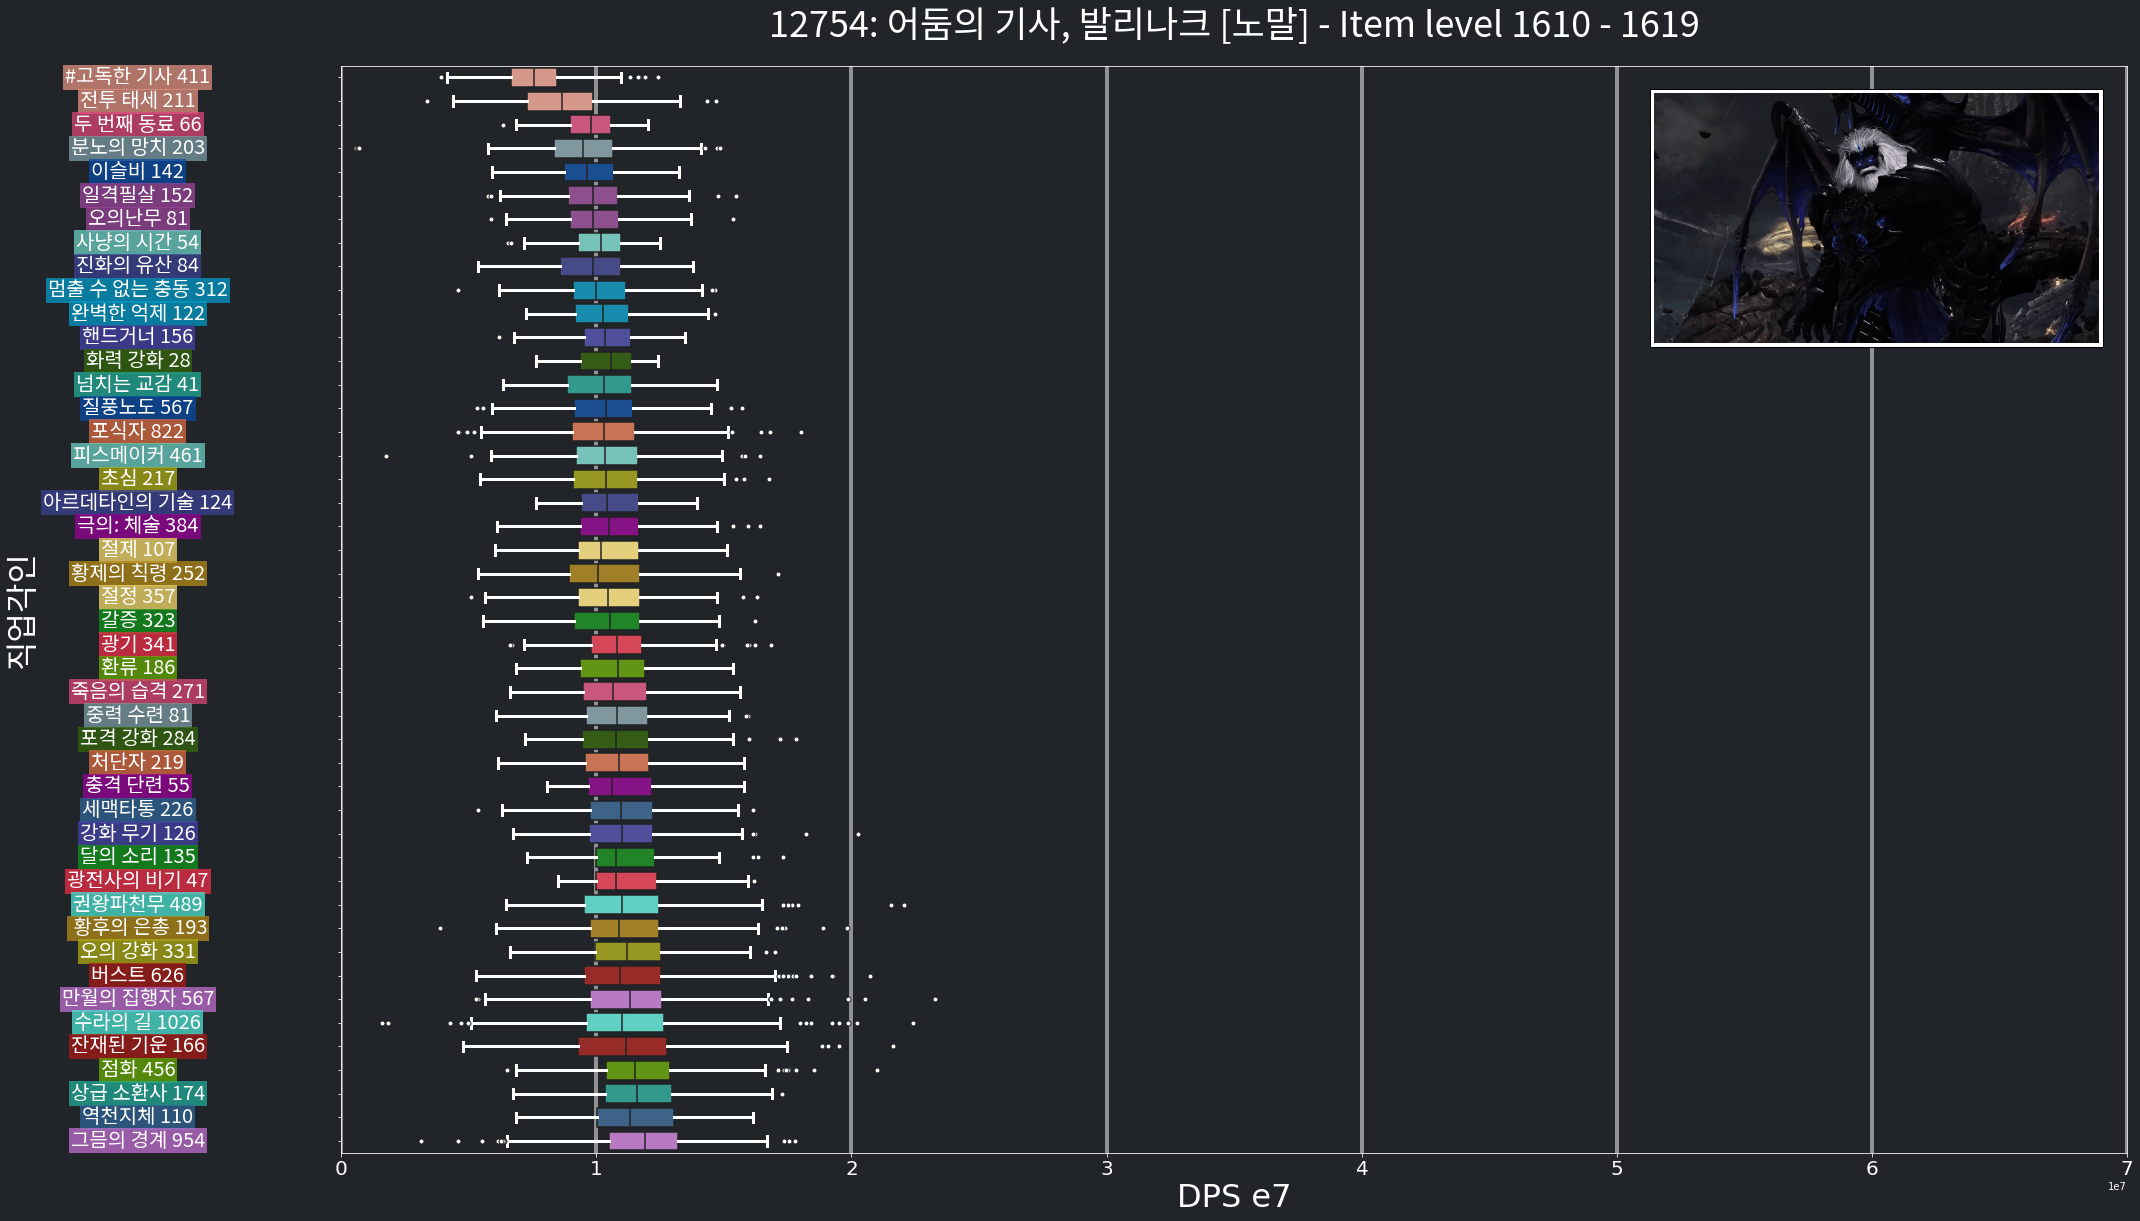 12754: 어둠의 기사, 발리나크 [노말] - Item level 1610 - 1619
#고독한 기사 411
전투 태세 211
두 번째 동료 66
분노의 망치 203
이슬비 142
일격필살 152
오의난무 81
사냥의 시간 54
진화의 유산 84
멈출 수 없는 충동 312
완벽한 억제 122
핸드거너 156
화력 강화 28
넘치는 교감 41
질풍노도 567
포식자 822
피스메이커 461
초심 217
아르데타인의 기술 124
극의: 체술 384
절제 107
황제의 칙령 252
절정 357
갈증 323
광기 341
환류 186
죽음의 습격 271
중력 수련 81
포격 강화 284
처단자 219
충격 단련 55
세맥타통 226
강화 무기 126
달의 소리 135
광전사의 비기 47
권왕파천무 489
황후의 은총 193
오의 강화 331
버스트 626
만월의 집행자 567
수라의 길 1026
잔재된 기운 166
점화 456
상급 소환사 174
역천지체 110
그믐의 경계 954
직업각인
0 1 2 3 4 5 6 7
DPS e7
1e7